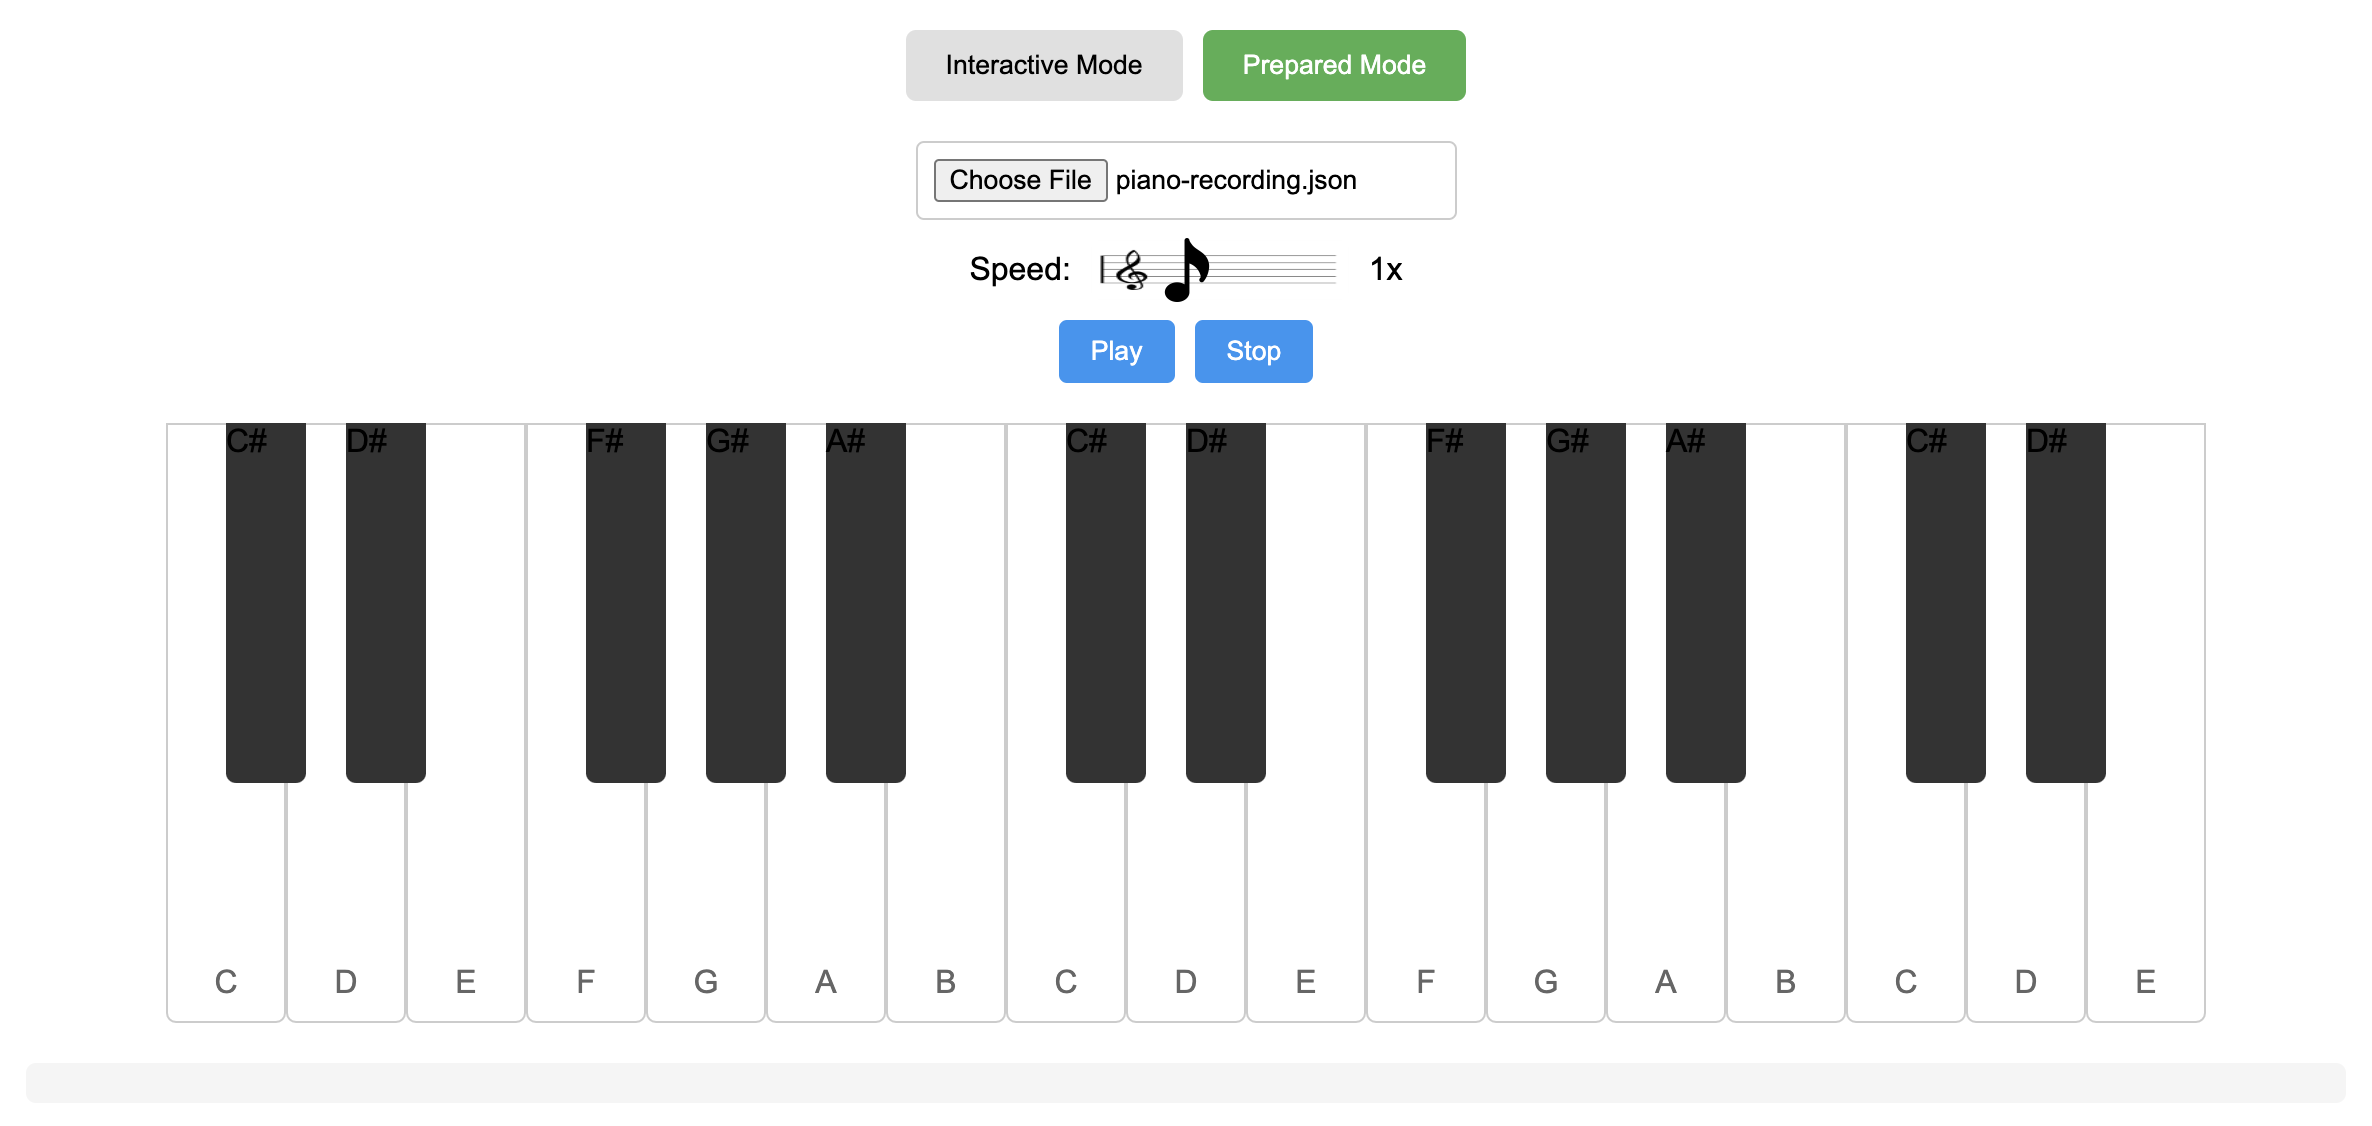 Interactive Mode Prepared Mode
Choose File piano-recording.json
Speed: 1x
Play Stop
C# D# F# G# A# C# D# F# G# A# C# D#
C D E F G A B C D E F G A B C D E